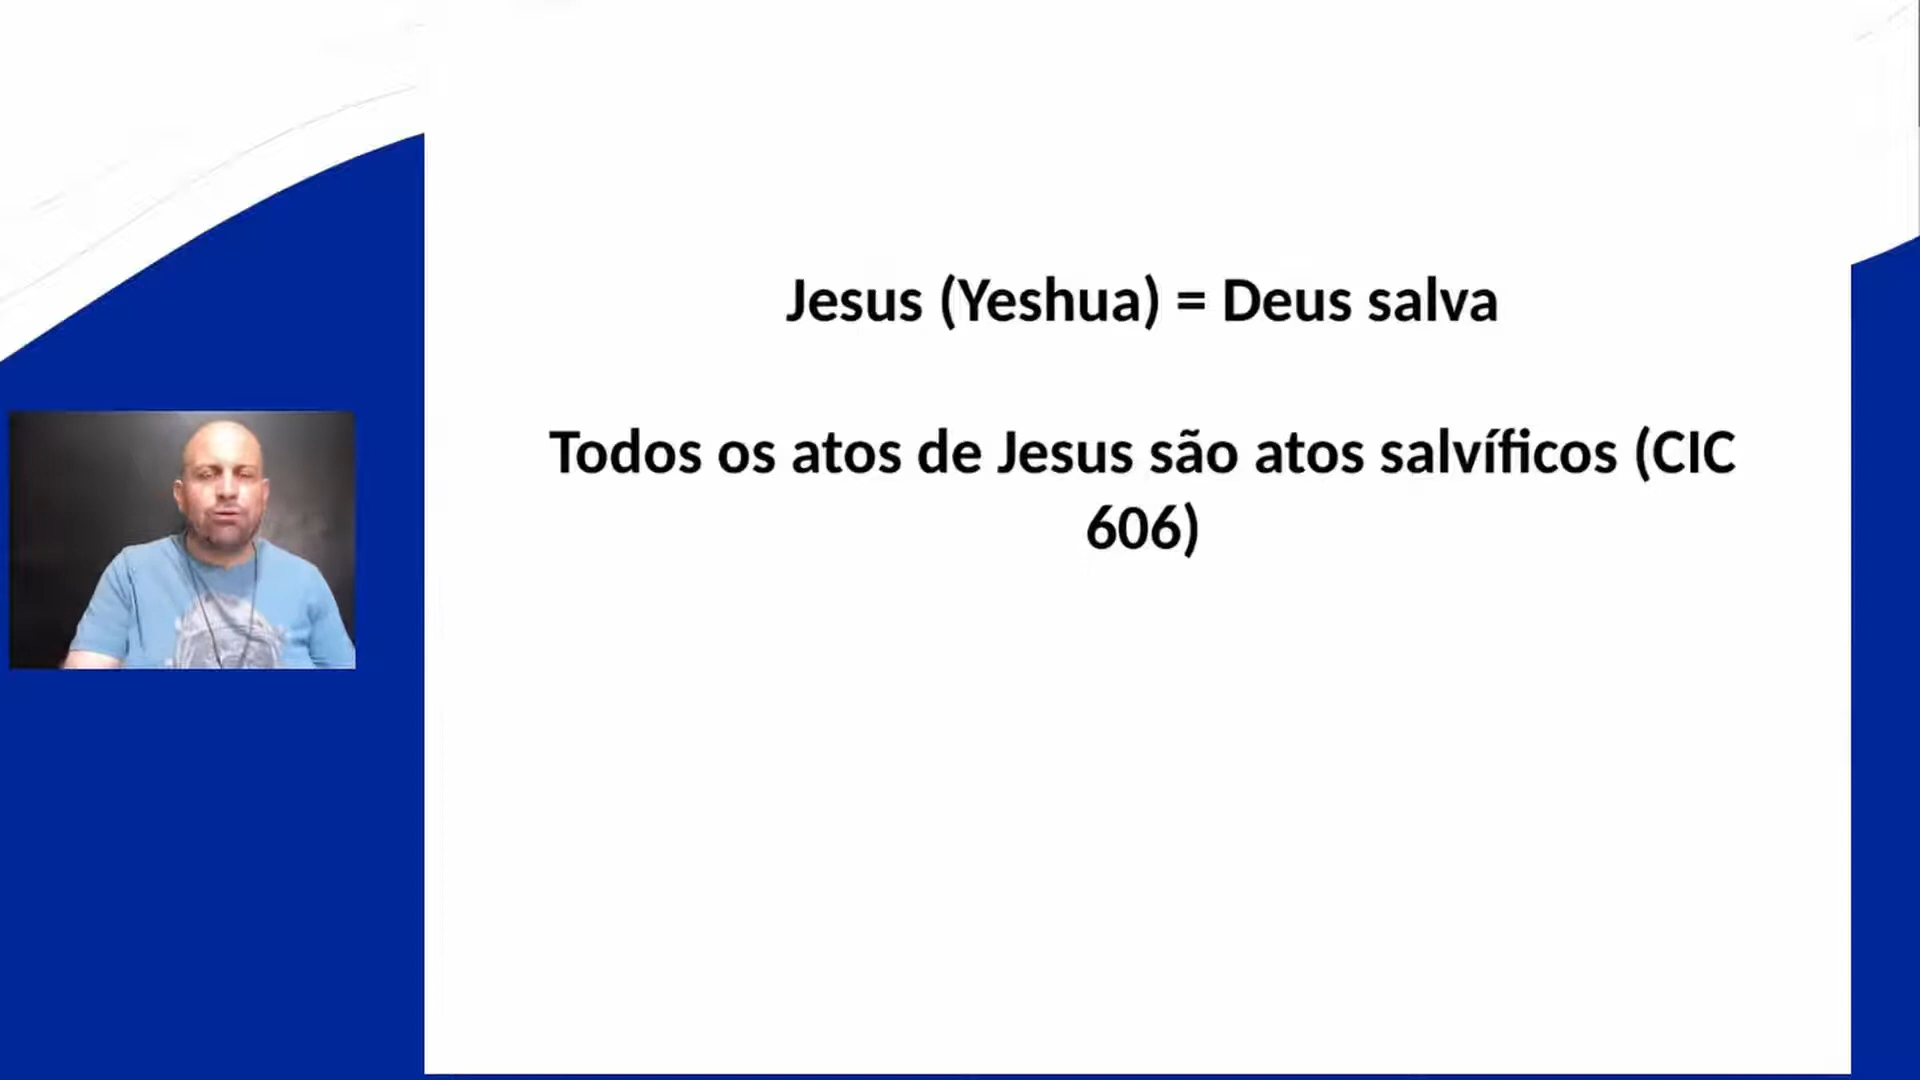 Jesus (Yeshua) = Deus salva
Todos os atos de Jesus são atos salvíficos (CIC
606)